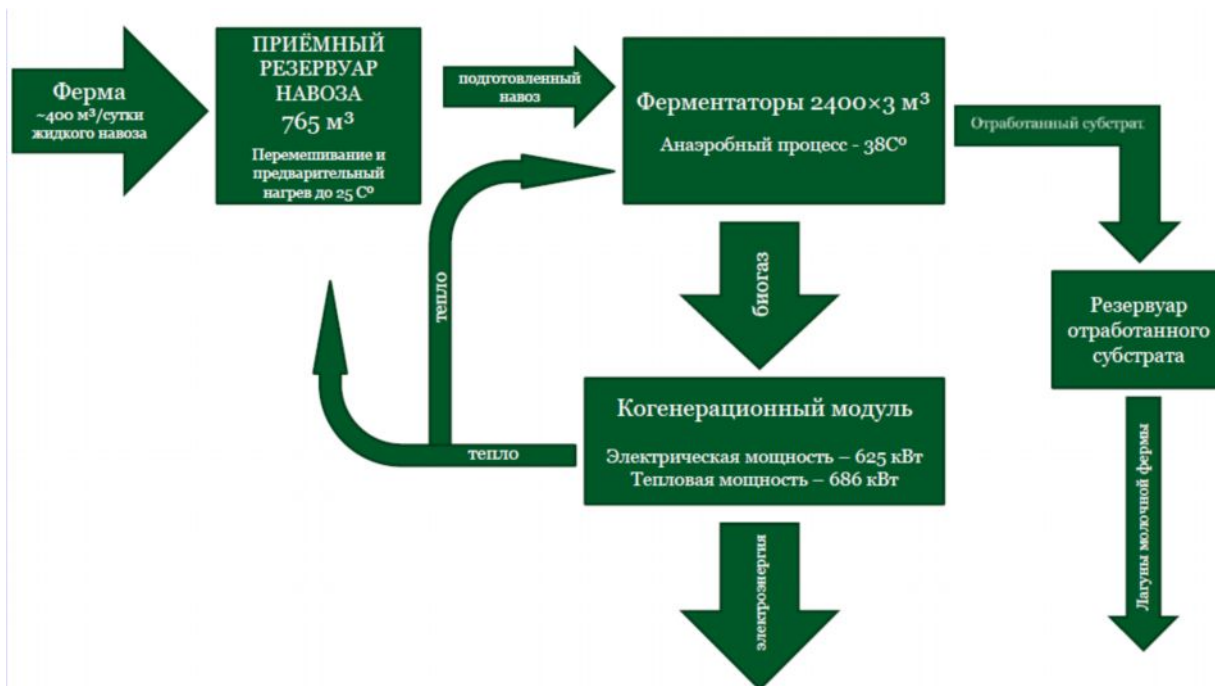 Ферма
~400 м³/сутки
жидкого навоза
ПРИЁМНЫЙ
РЕЗЕРВУАР
НАВОЗА
765 м³
Перемешивание и
предварительный
нагрев до 25 Сº
подготовленный
навоз
Ферментаторы 2400×3 м³
Анаэробный процесс - 38Сº
Отработанный субстрат
тепло
биогаз
Резервуар
отработанного
субстрата
Когенерационный модуль
Электрическая мощность – 625 кВт
Тепловая мощность – 686 кВт
тепло
электроэнергия
Лагуны молочной фермы